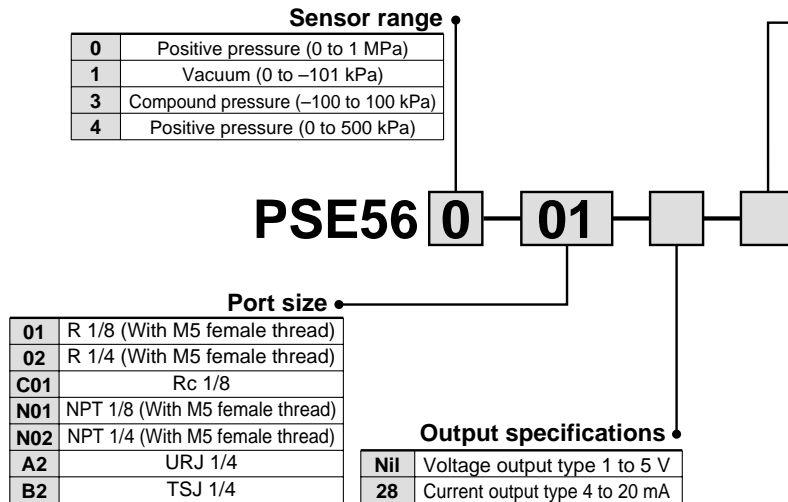 Sensor range
0 Positive pressure (0 to 1 MPa)
1 Vacuum (0 to –101 kPa)
3 Compound pressure (–100 to 100 kPa)
4 Positive pressure (0 to 500 kPa)
PSE56 0 - 01 - -
Port size
01 R 1/8 (With M5 female thread)
02 R 1/4 (With M5 female thread)
C01 Rc 1/8
N01 NPT 1/8 (With M5 female thread)
N02 NPT 1/4 (With M5 female thread)
A2 URJ 1/4
B2 TSJ 1/4
Output specifications
Nil Voltage output type 1 to 5 V
28 Current output type 4 to 20 mA